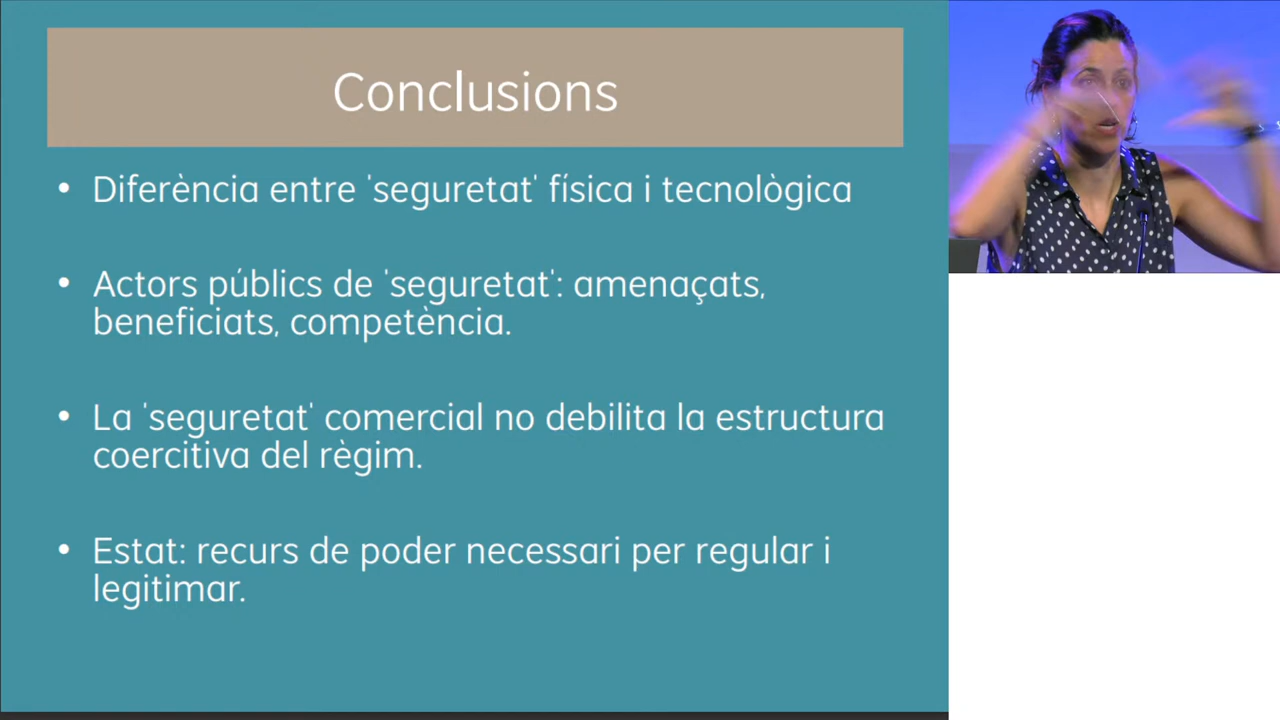 Conclusions
• Diferència entre 'seguretat' física i tecnològica
• Actors públics de 'seguretat': amenaçats,
beneficiats, competència.
• La 'seguretat' comercial no debilita la estructura
coercitiva del règim.
• Estat: recurs de poder necessari per regular i
legitimar.